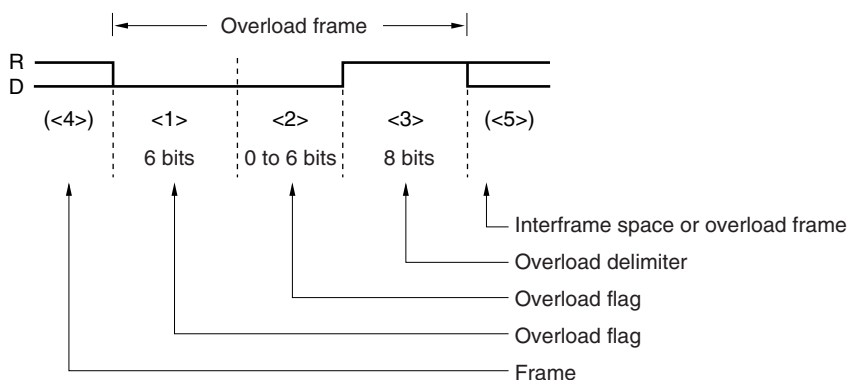 Overload frame
R
D
(<4>) <1> <2> <3> (<5>)
6 bits 0 to 6 bits 8 bits
Interframe space or overload frame
Overload delimiter
Overload flag
Overload flag
Frame